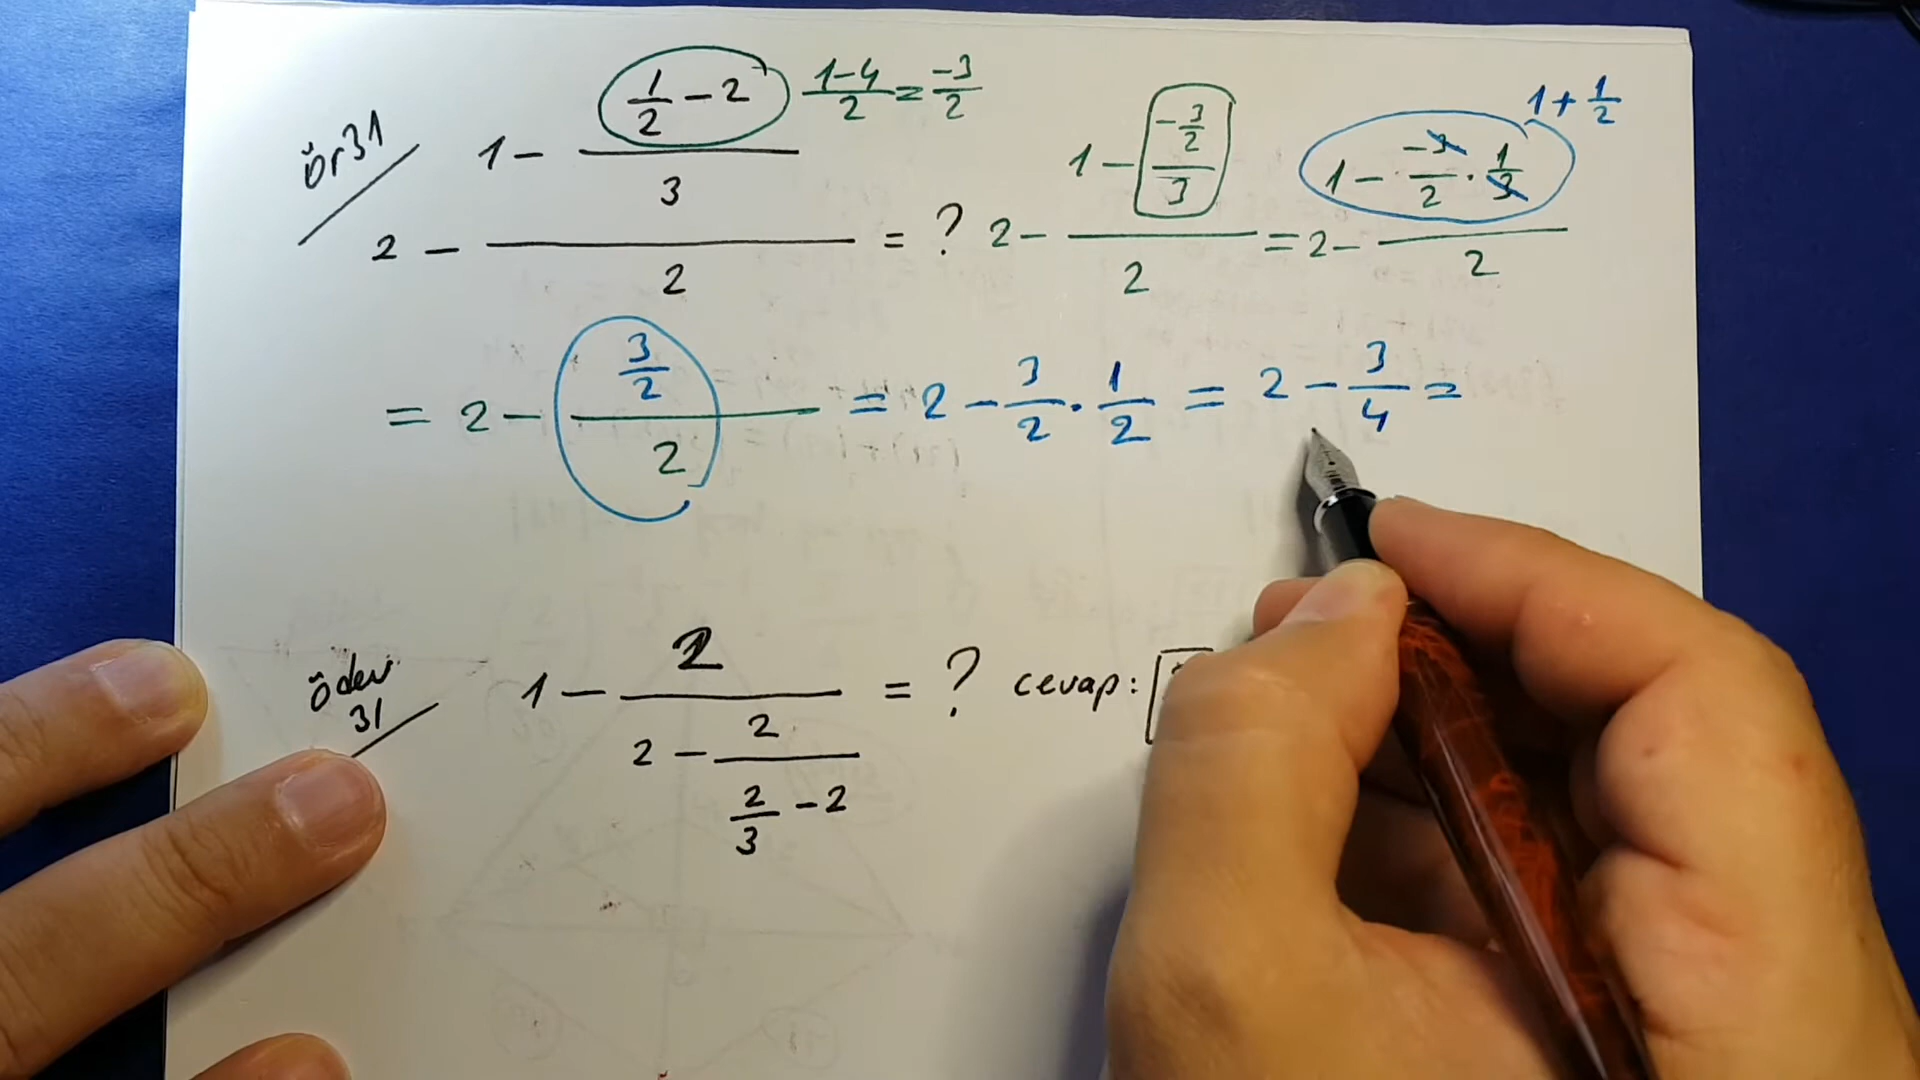 ör31 2 - (1 - (1/2 - 2)/3)/2 = ?
(1-4)/2 = -3/2
2 - (1 - (-3/2)/3)/2 = 2 - (1 - (-3)/2 · 1/3)/2
1 + 1/2
= 2 - (3/2)/2 = 2 - 3/2 · 1/2 = 2 - 3/4 =
ödev 31 1 - 2/(2 - 2/(2/3 - 2)) = ? cevap: